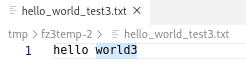 hello_world_test3.txt ×
tmp > fz3temp-2 > hello_world_test3.txt
1 hello world3